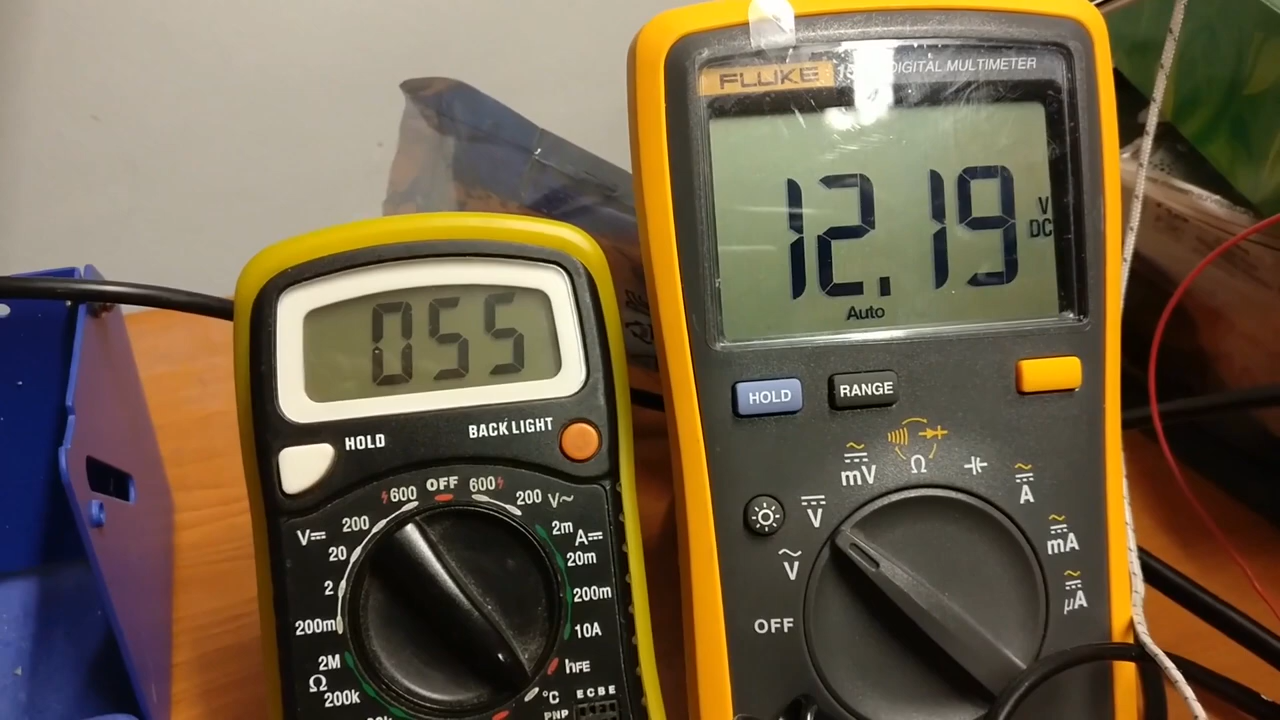 FLUKE
DIGITAL MULTIMETER
12.19
V
DC
Auto
HOLD
RANGE
mV
Ω
A
V
mA
V
µA
OFF
055
HOLD
BACK LIGHT
600
OFF
600
200
V~
V⎓
200
2m
A⎓
20
20m
2
200m
200m
10A
2M
hFE
Ω
200k
°C
E C B E
PNP